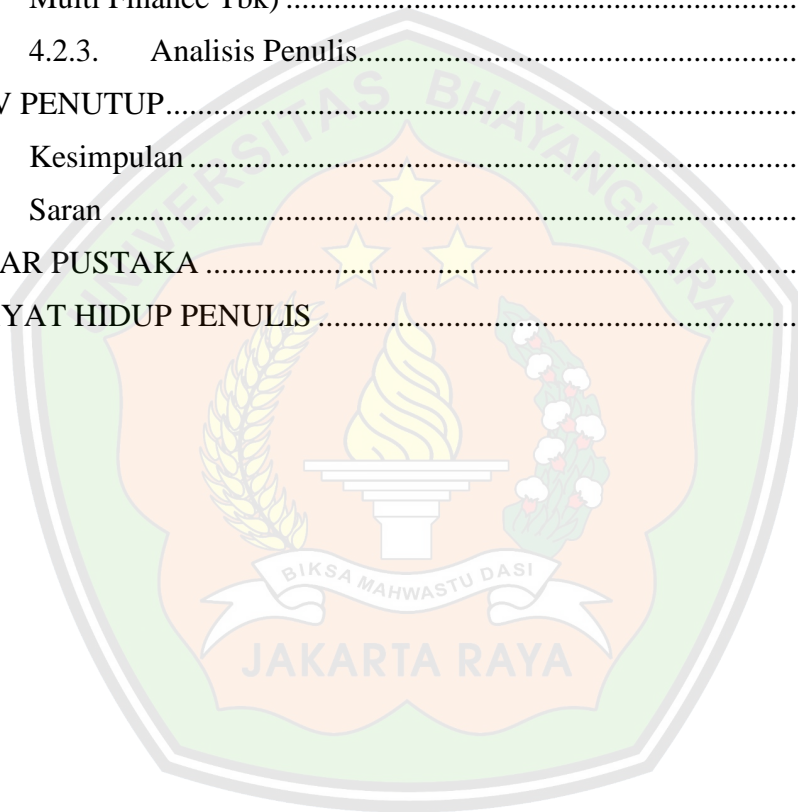 Multi Finance Tbk)
4.2.3. Analisis Penulis
V PENUTUP
Kesimpulan
Saran
AR PUSTAKA
YAT HIDUP PENULIS
UNIVERSITAS BHAYANGKARA
BIKSA MAHWASTU DASI
JAKARTA RAYA